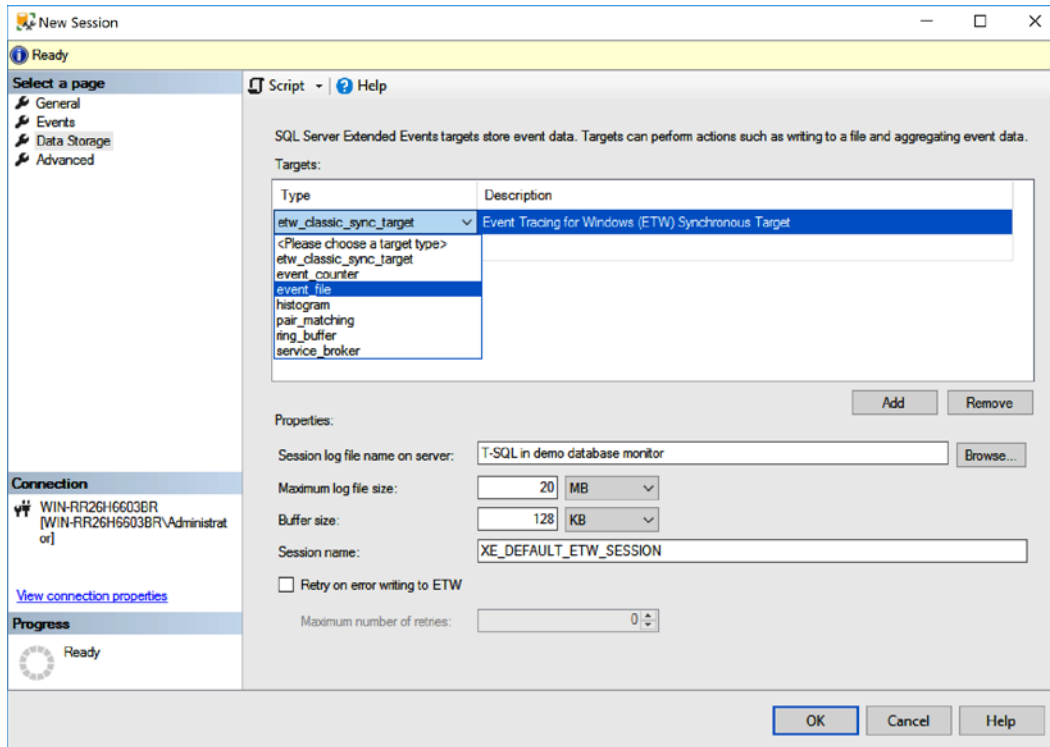 New Session
Ready
Select a page
General
Events
Data Storage
Advanced
Script
Help
SQL Server Extended Events targets store event data. Targets can perform actions such as writing to a file and aggregating event data.
Targets:
Type Description
etw_classic_sync_target Event Tracing for Windows (ETW) Synchronous Target
<Please choose a target type>
etw_classic_sync_target
event_counter
event_file
histogram
pair_matching
ring_buffer
service_broker
Add Remove
Properties:
Session log file name on server: T-SQL in demo database monitor Browse...
Maximum log file size: 20 MB
Buffer size: 128 KB
Session name: XE_DEFAULT_ETW_SESSION
Retry on error writing to ETW
Maximum number of retries: 0
Connection
WIN-RR26H6603BR
[WIN-RR26H6603BR\Administrat
or]
View connection properties
Progress
Ready
OK Cancel Help